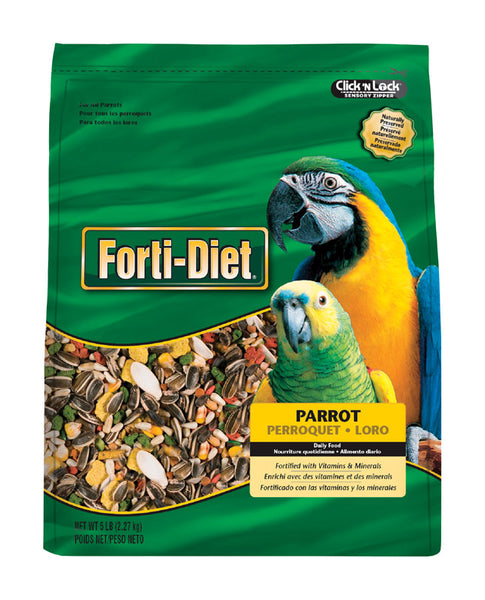 Click 'N Lock™
SENSORY ZIPPER™
For All Parrots
Pour tous les perroquets
Para todos los loros
Naturally
Preserved
Préservé
naturellement
Preservado
naturalmente
Forti-Diet®
PARROT
PERROQUET • LORO
Daily Food
Nourriture quotidienne • Alimento diario
Fortified with Vitamins & Minerals
Enrichi avec des vitamines et des minerals
Fortificado con las vitaminas y los minerales
NET WT 5 LB (2.27 kg)
POIDS NET/PESO NETO